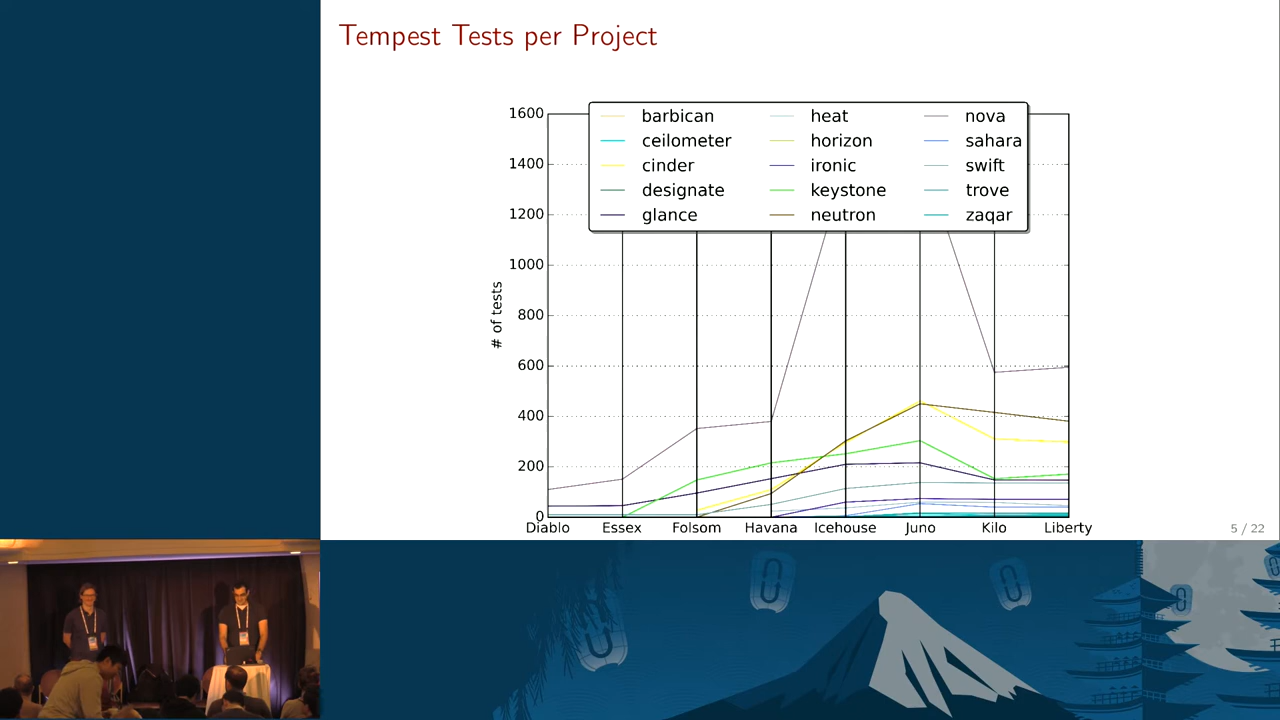 Tempest Tests per Project
barbican heat nova
ceilometer horizon sahara
cinder ironic swift
designate keystone trove
glance neutron zaqar
1600
1400
1200
1000
800
600
400
200
0
# of tests
Diablo Essex Folsom Havana Icehouse Juno Kilo Liberty
5 / 22